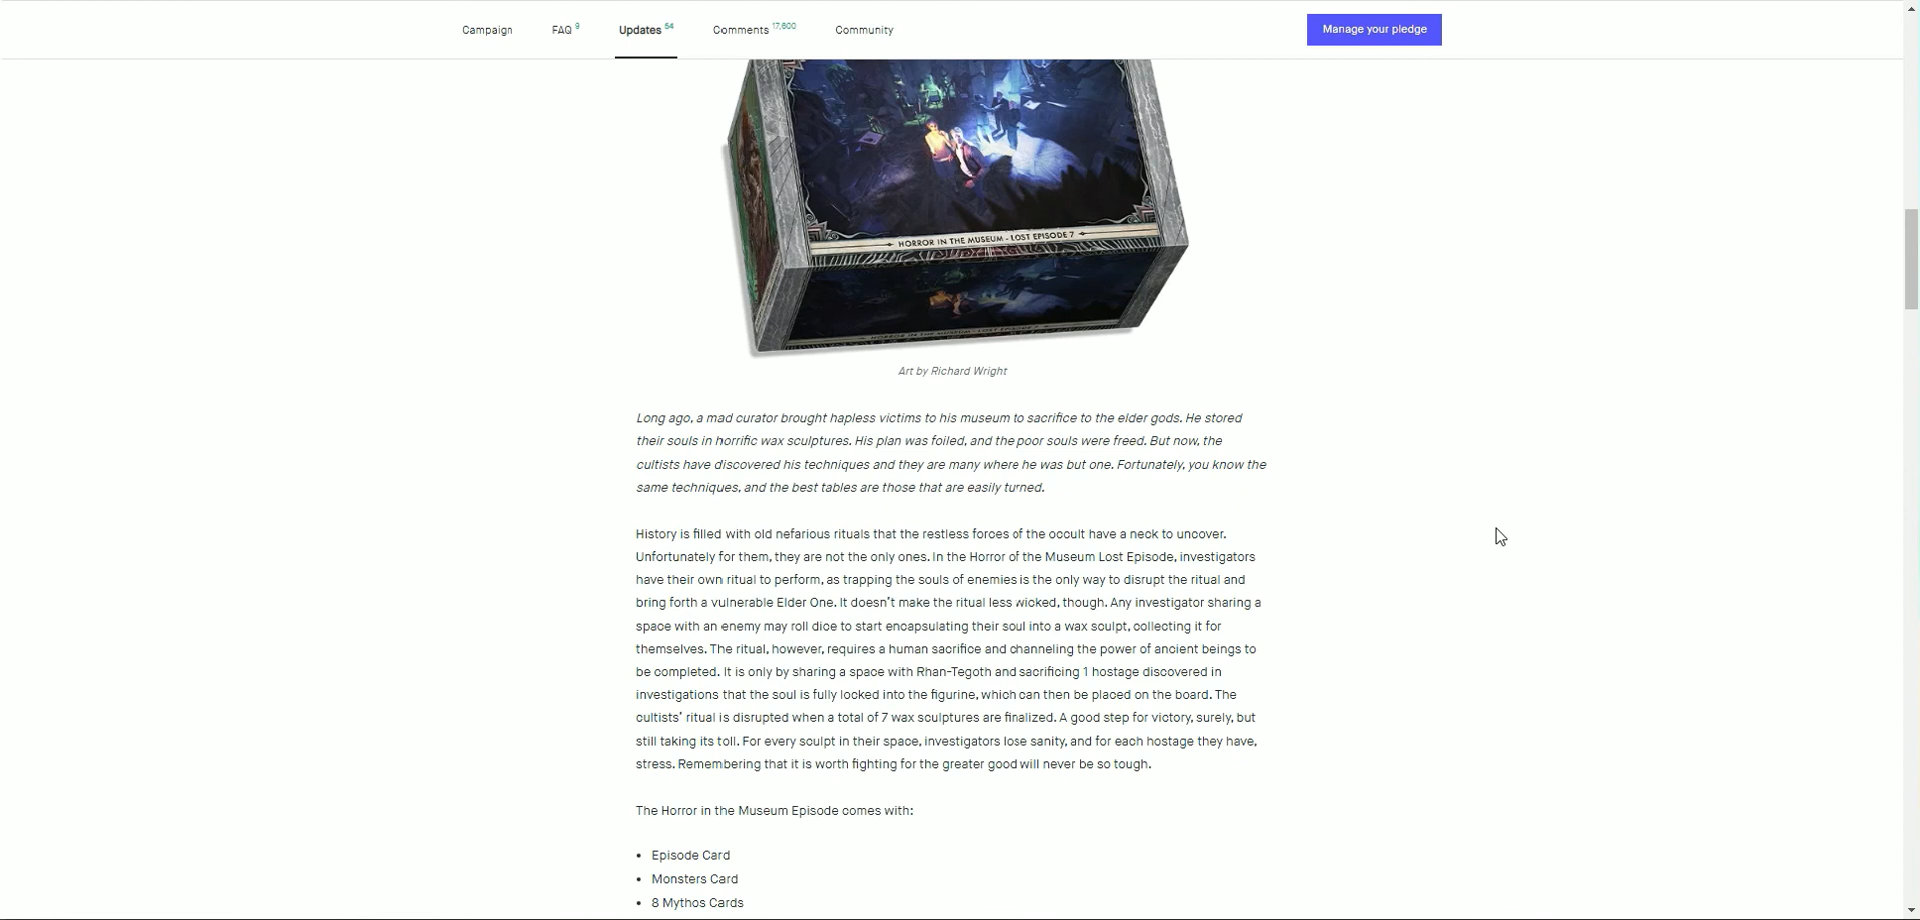 Campaign FAQ 9 Updates 54 Comments 17,600 Community Manage your pledge
HORROR IN THE MUSEUM - LOST EPISODE 7
HORROR IN THE MUSEUM - LOST EPISODE 7
Art by Richard Wright
Long ago, a mad curator brought hapless victims to his museum to sacrifice to the elder gods. He stored
their souls in horrific wax sculptures. His plan was foiled, and the poor souls were freed. But now, the
cultists have discovered his techniques and they are many where he was but one. Fortunately, you know the
same techniques, and the best tables are those that are easily turned.
History is filled with old nefarious rituals that the restless forces of the occult have a neck to uncover.
Unfortunately for them, they are not the only ones. In the Horror of the Museum Lost Episode, investigators
have their own ritual to perform, as trapping the souls of enemies is the only way to disrupt the ritual and
bring forth a vulnerable Elder One. It doesn't make the ritual less wicked, though. Any investigator sharing a
space with an enemy may roll dice to start encapsulating their soul into a wax sculpt, collecting it for
themselves. The ritual, however, requires a human sacrifice and channeling the power of ancient beings to
be completed. It is only by sharing a space with Rhan-Tegoth and sacrificing 1 hostage discovered in
investigations that the soul is fully locked into the figurine, which can then be placed on the board. The
cultists' ritual is disrupted when a total of 7 wax sculptures are finalized. A good step for victory, surely, but
still taking its toll. For every sculpt in their space, investigators lose sanity, and for each hostage they have,
stress. Remembering that it is worth fighting for the greater good will never be so tough.
The Horror in the Museum Episode comes with:
• Episode Card
• Monsters Card
• 8 Mythos Cards